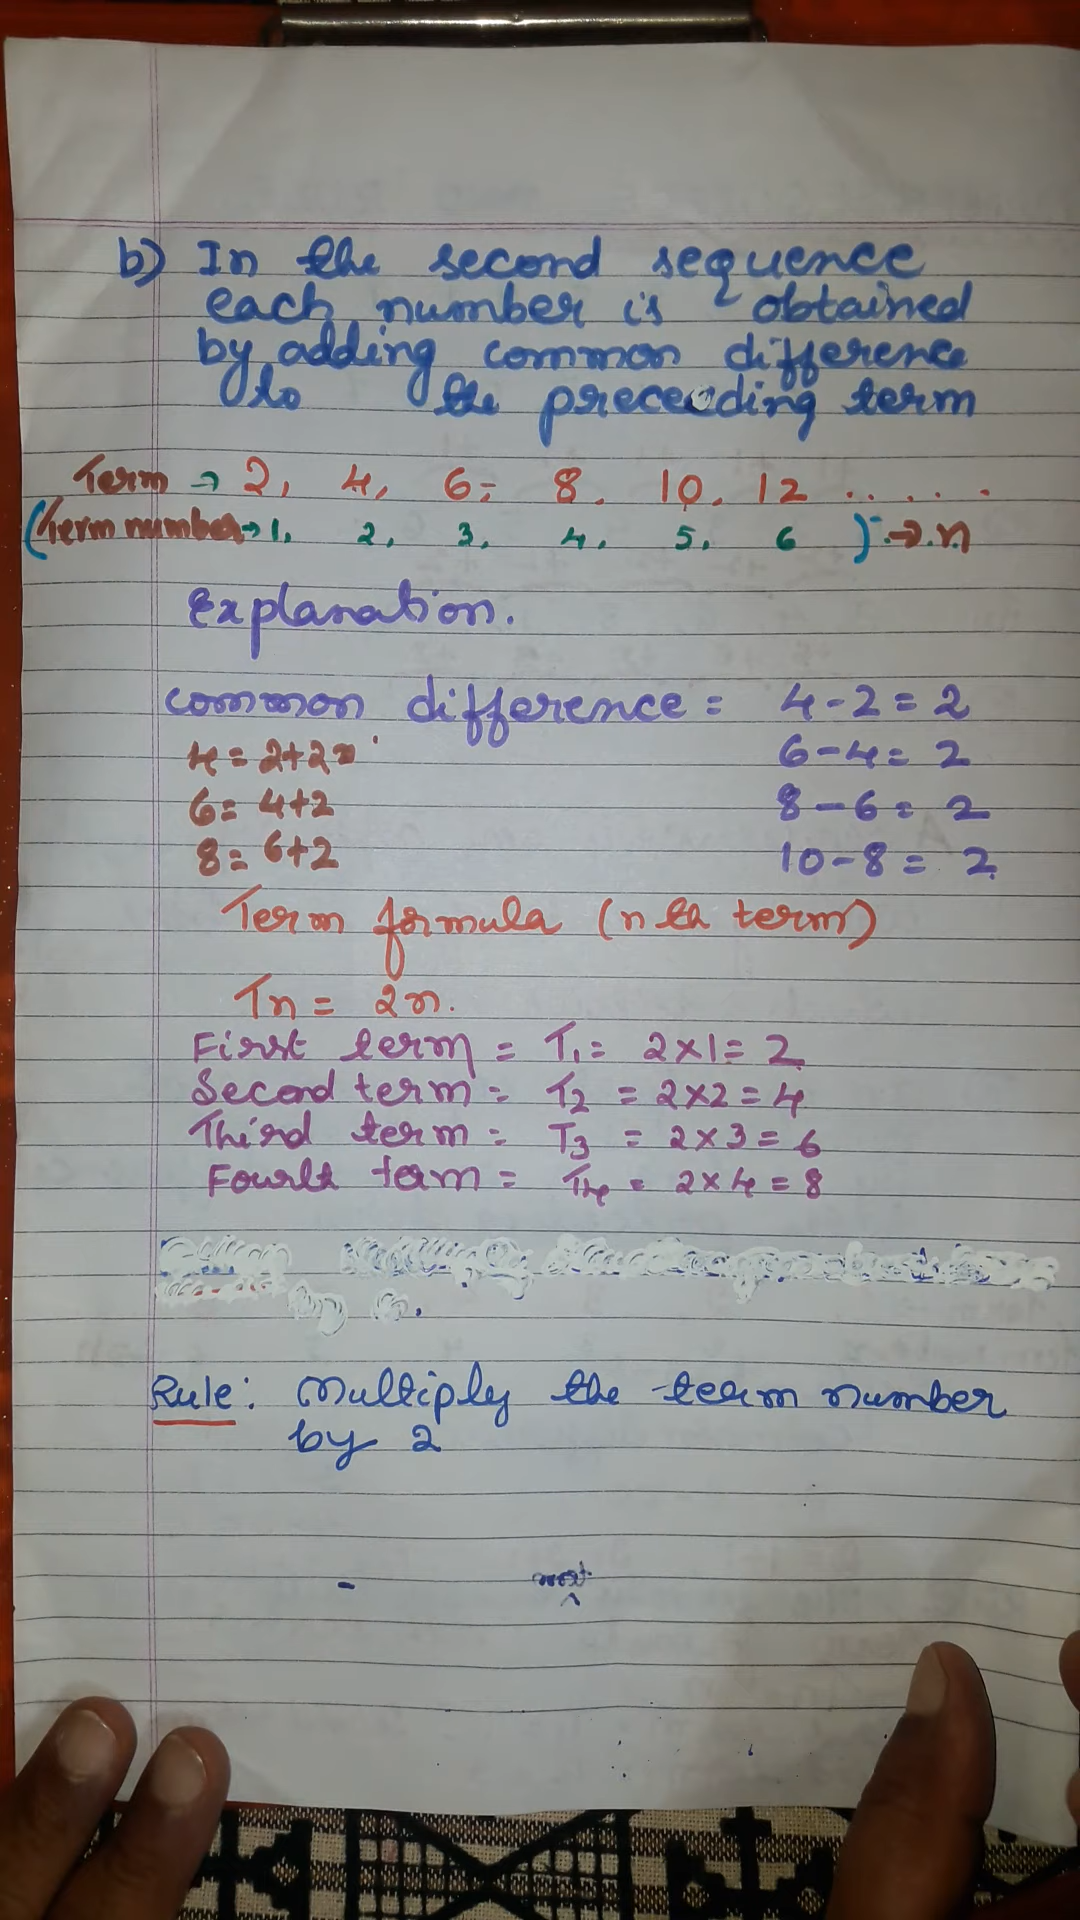 b) In the second sequence
each number is obtained
by adding common difference
to the preceeding term
Term → 2, 4, 6, 8, 10, 12 . . . . .
(Term number → 1, 2, 3, 4, 5, 6 ) → n
Explanation.
common difference = 4 - 2 = 2
4 = 2+2 6 - 4 = 2
6 = 4+2 8 - 6 = 2
8 = 6+2 10 - 8 = 2
Term formula (nth term)
Tn = 2n.
First term = T1 = 2×1 = 2
Second term = T2 = 2×2 = 4
Third term = T3 = 2×3 = 6
Fourth term = T4 = 2×4 = 8
by
Rule: Multiply the term number
by 2